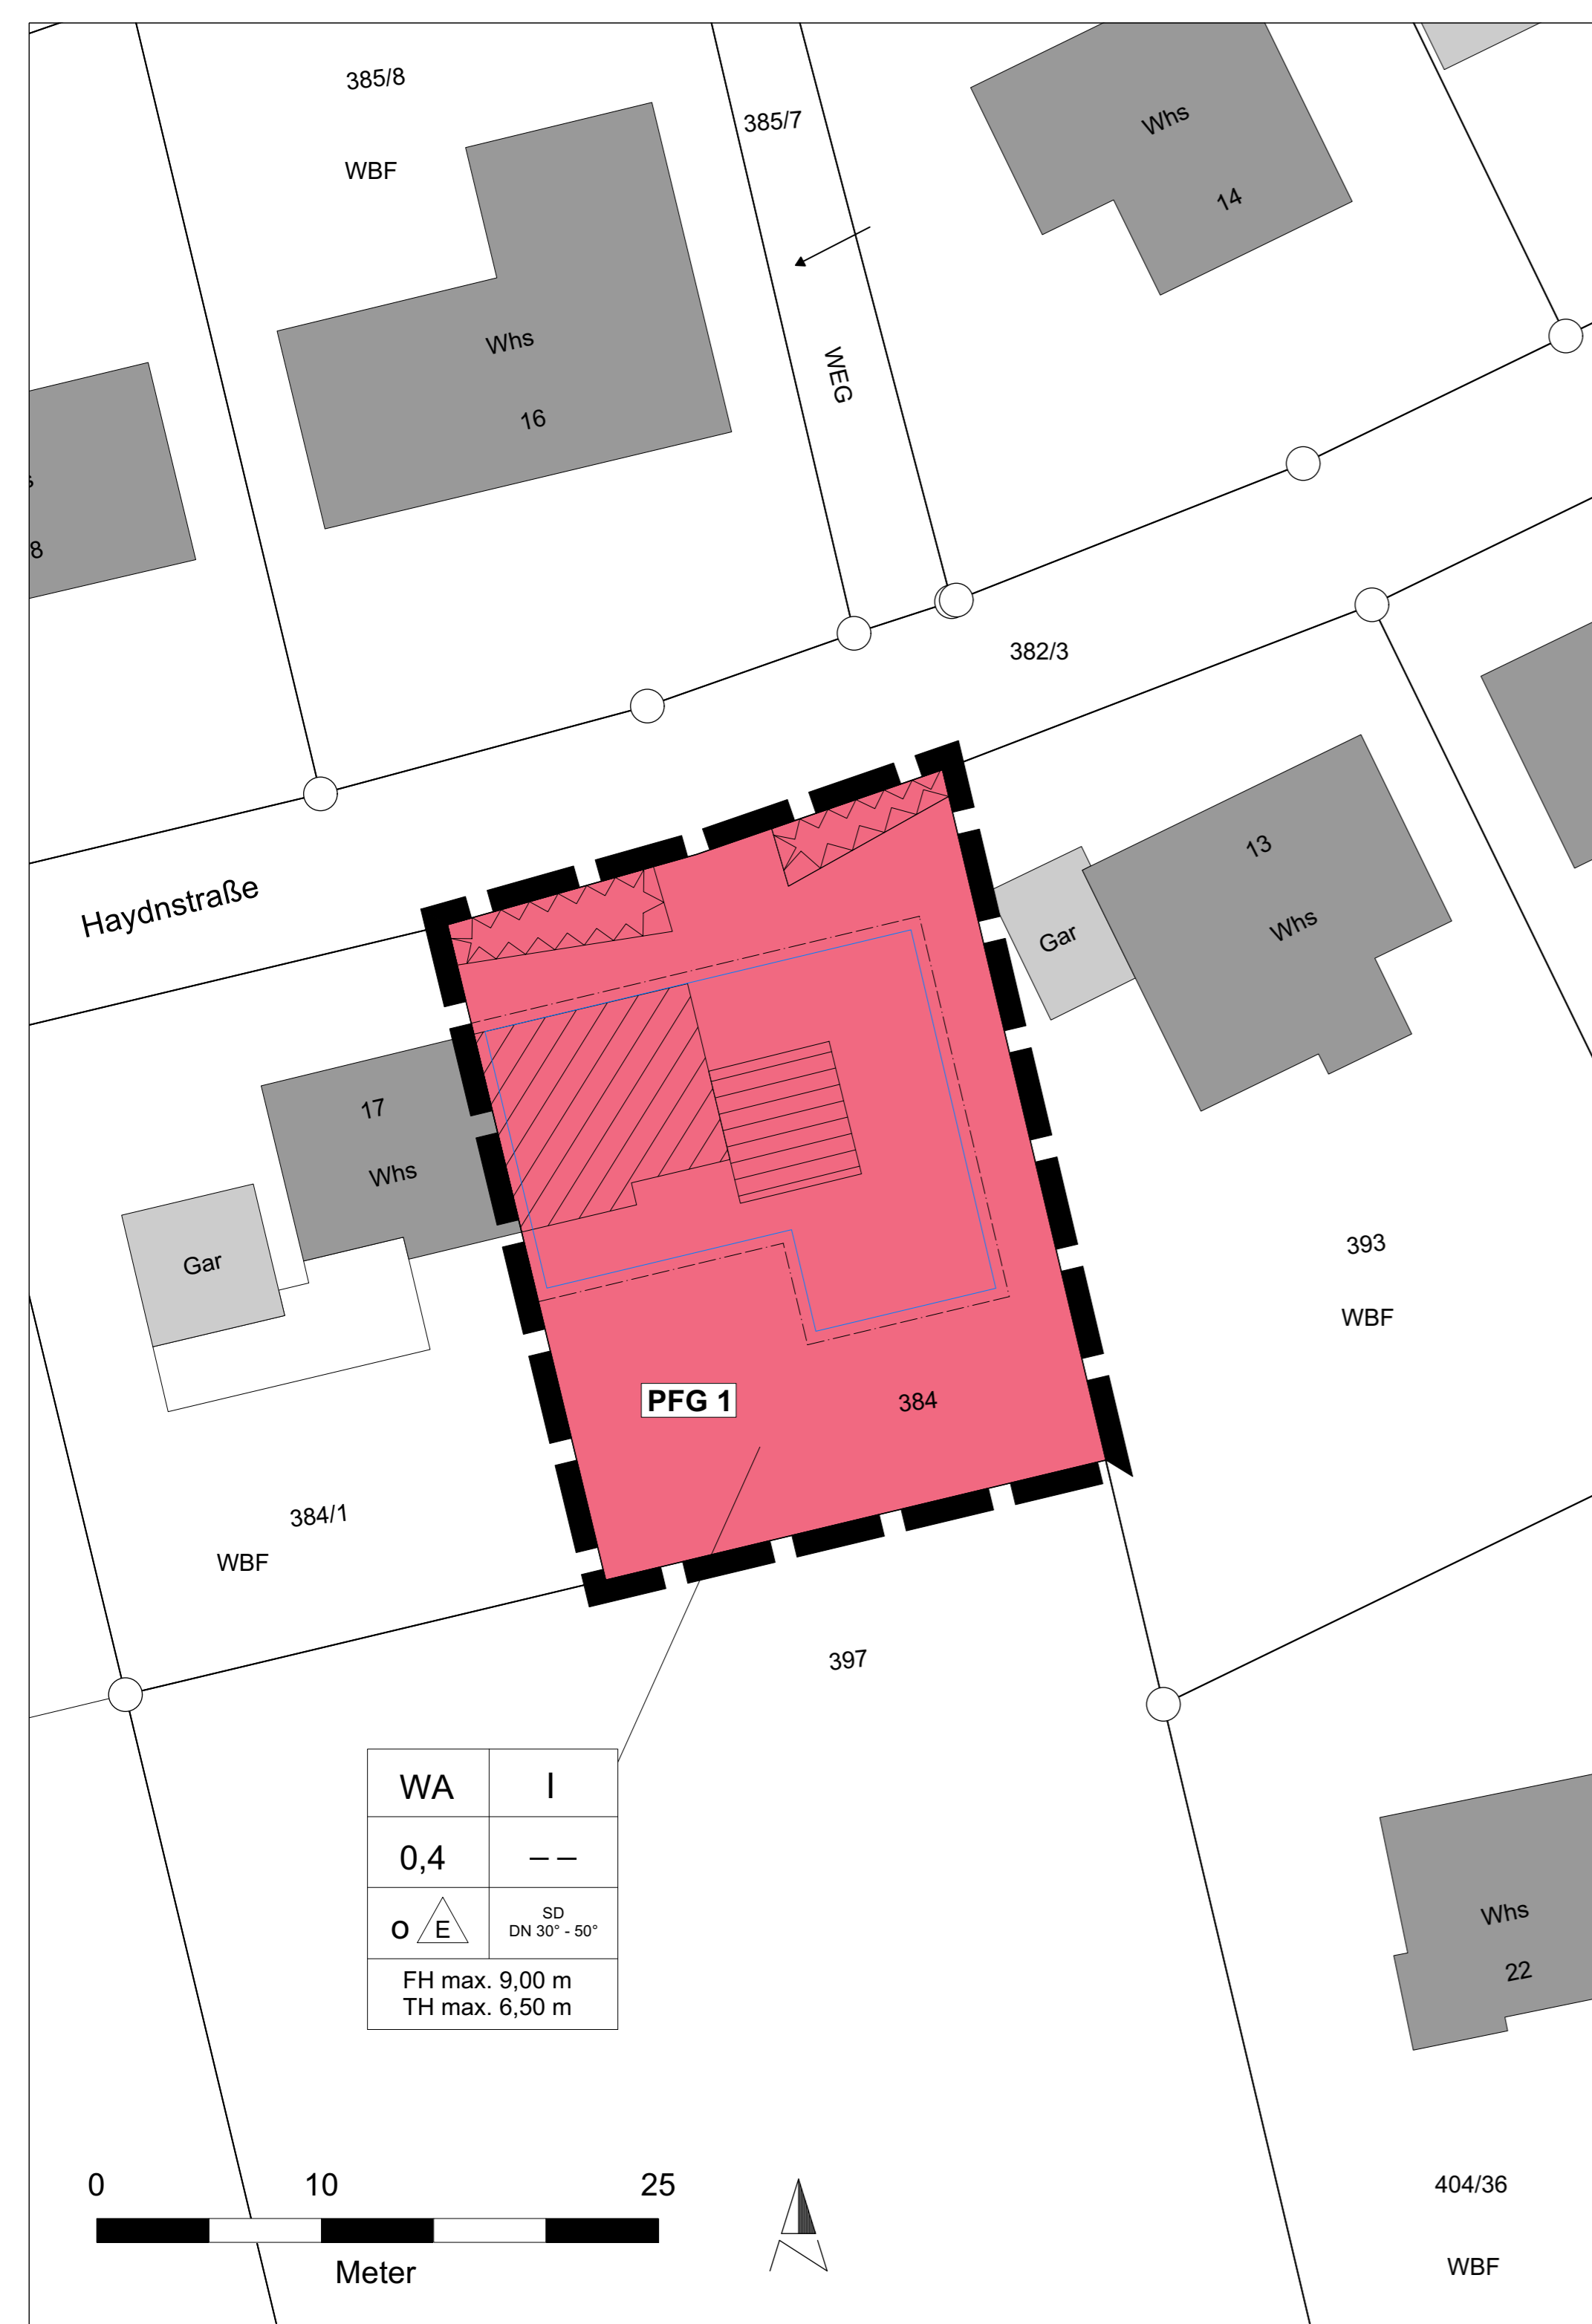 385/8
385/7
Whs
WBF
14
WEG
Whs
16
8
382/3
13
Haydnstraße
Whs
Gar
17
Whs
Gar
393
WBF
PFG 1
384
384/1
WBF
397
WA I
0,4 – –
o E SD
DN 30° - 50°
FH max. 9,00 m
TH max. 6,50 m
Whs
22
0 10 25
Meter
404/36
WBF